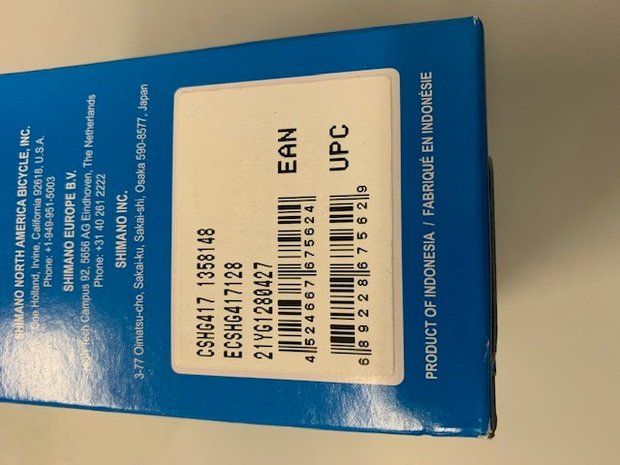 SHIMANO NORTH AMERICA BICYCLE, INC.
One Holland, Irvine, California 92618, U.S.A.
Phone: +1-949-951-5003
SHIMANO EUROPE B.V.
High Tech Campus 92, 5656 AG Eindhoven, The Netherlands
Phone: +31 40 261 2222
SHIMANO INC.
3-77 Oimatsu-cho, Sakai-ku, Sakai-shi, Osaka 590-8577, Japan
CSHG417 1358148
ECSHG417128
21YG1280427
EAN
4 524667 675624
UPC
6 89228 67562 9
PRODUCT OF INDONESIA / FABRIQUÉ EN INDONÉSIE